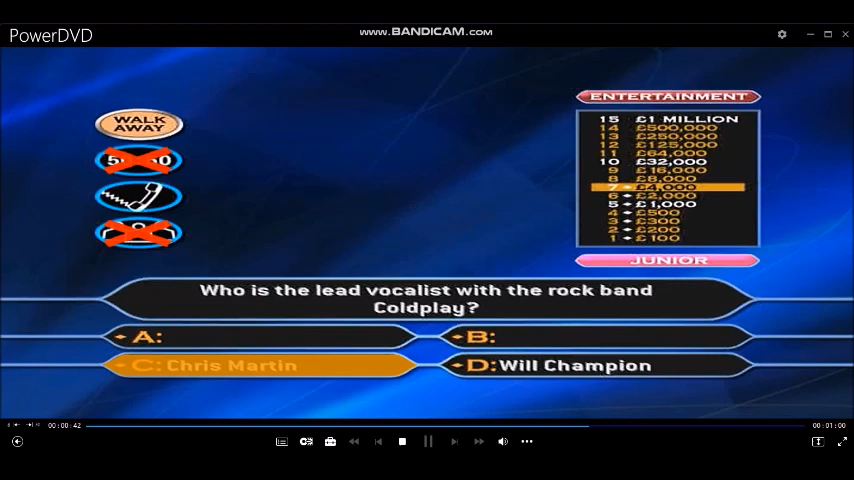 PowerDVD
www.BANDICAM.com
WALK
AWAY
ENTERTAINMENT
15 £1 MILLION
14 £500,000
13 £250,000
12 £125,000
11 £64,000
10 £32,000
9 £16,000
8 £8,000
7 £4,000
6 £2,000
5 £1,000
4 £500
3 £300
2 £200
1 £100
JUNIOR
Who is the lead vocalist with the rock band
Coldplay?
A:
B:
C: Chris Martin
D: Will Champion
00:00:42
00:01:00